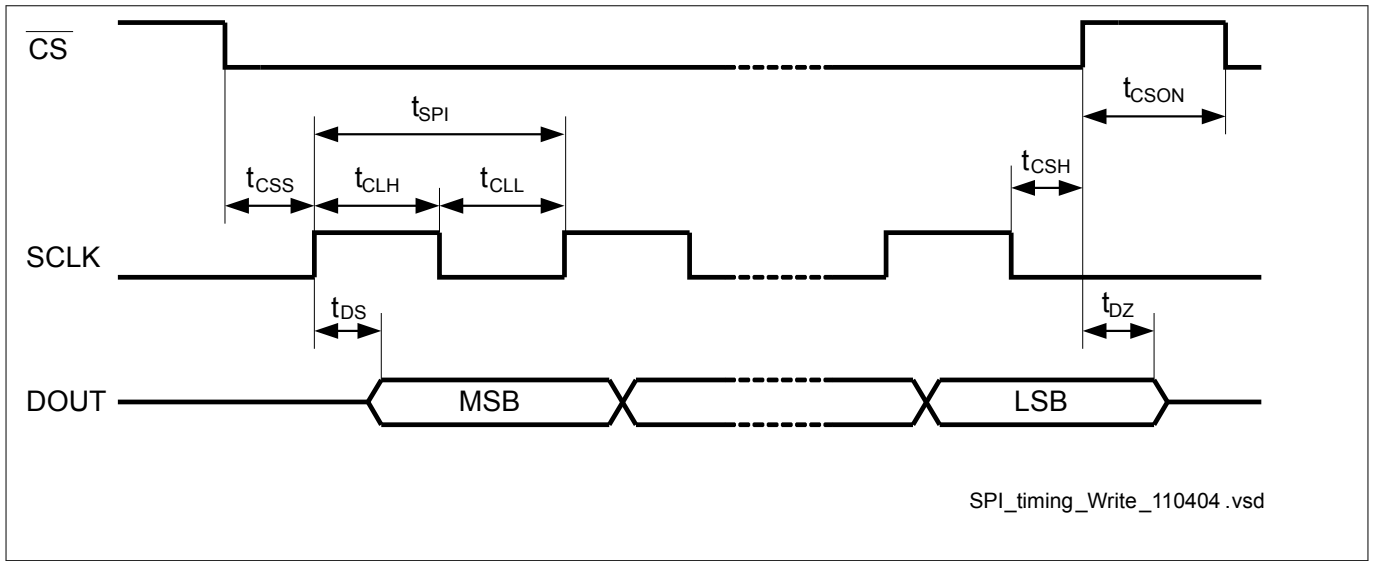 CS
tCSON
tSPI
tCSH
tCSS tCLH tCLL
SCLK
tDS tDZ
DOUT MSB LSB
SPI_timing_Write_110404.vsd